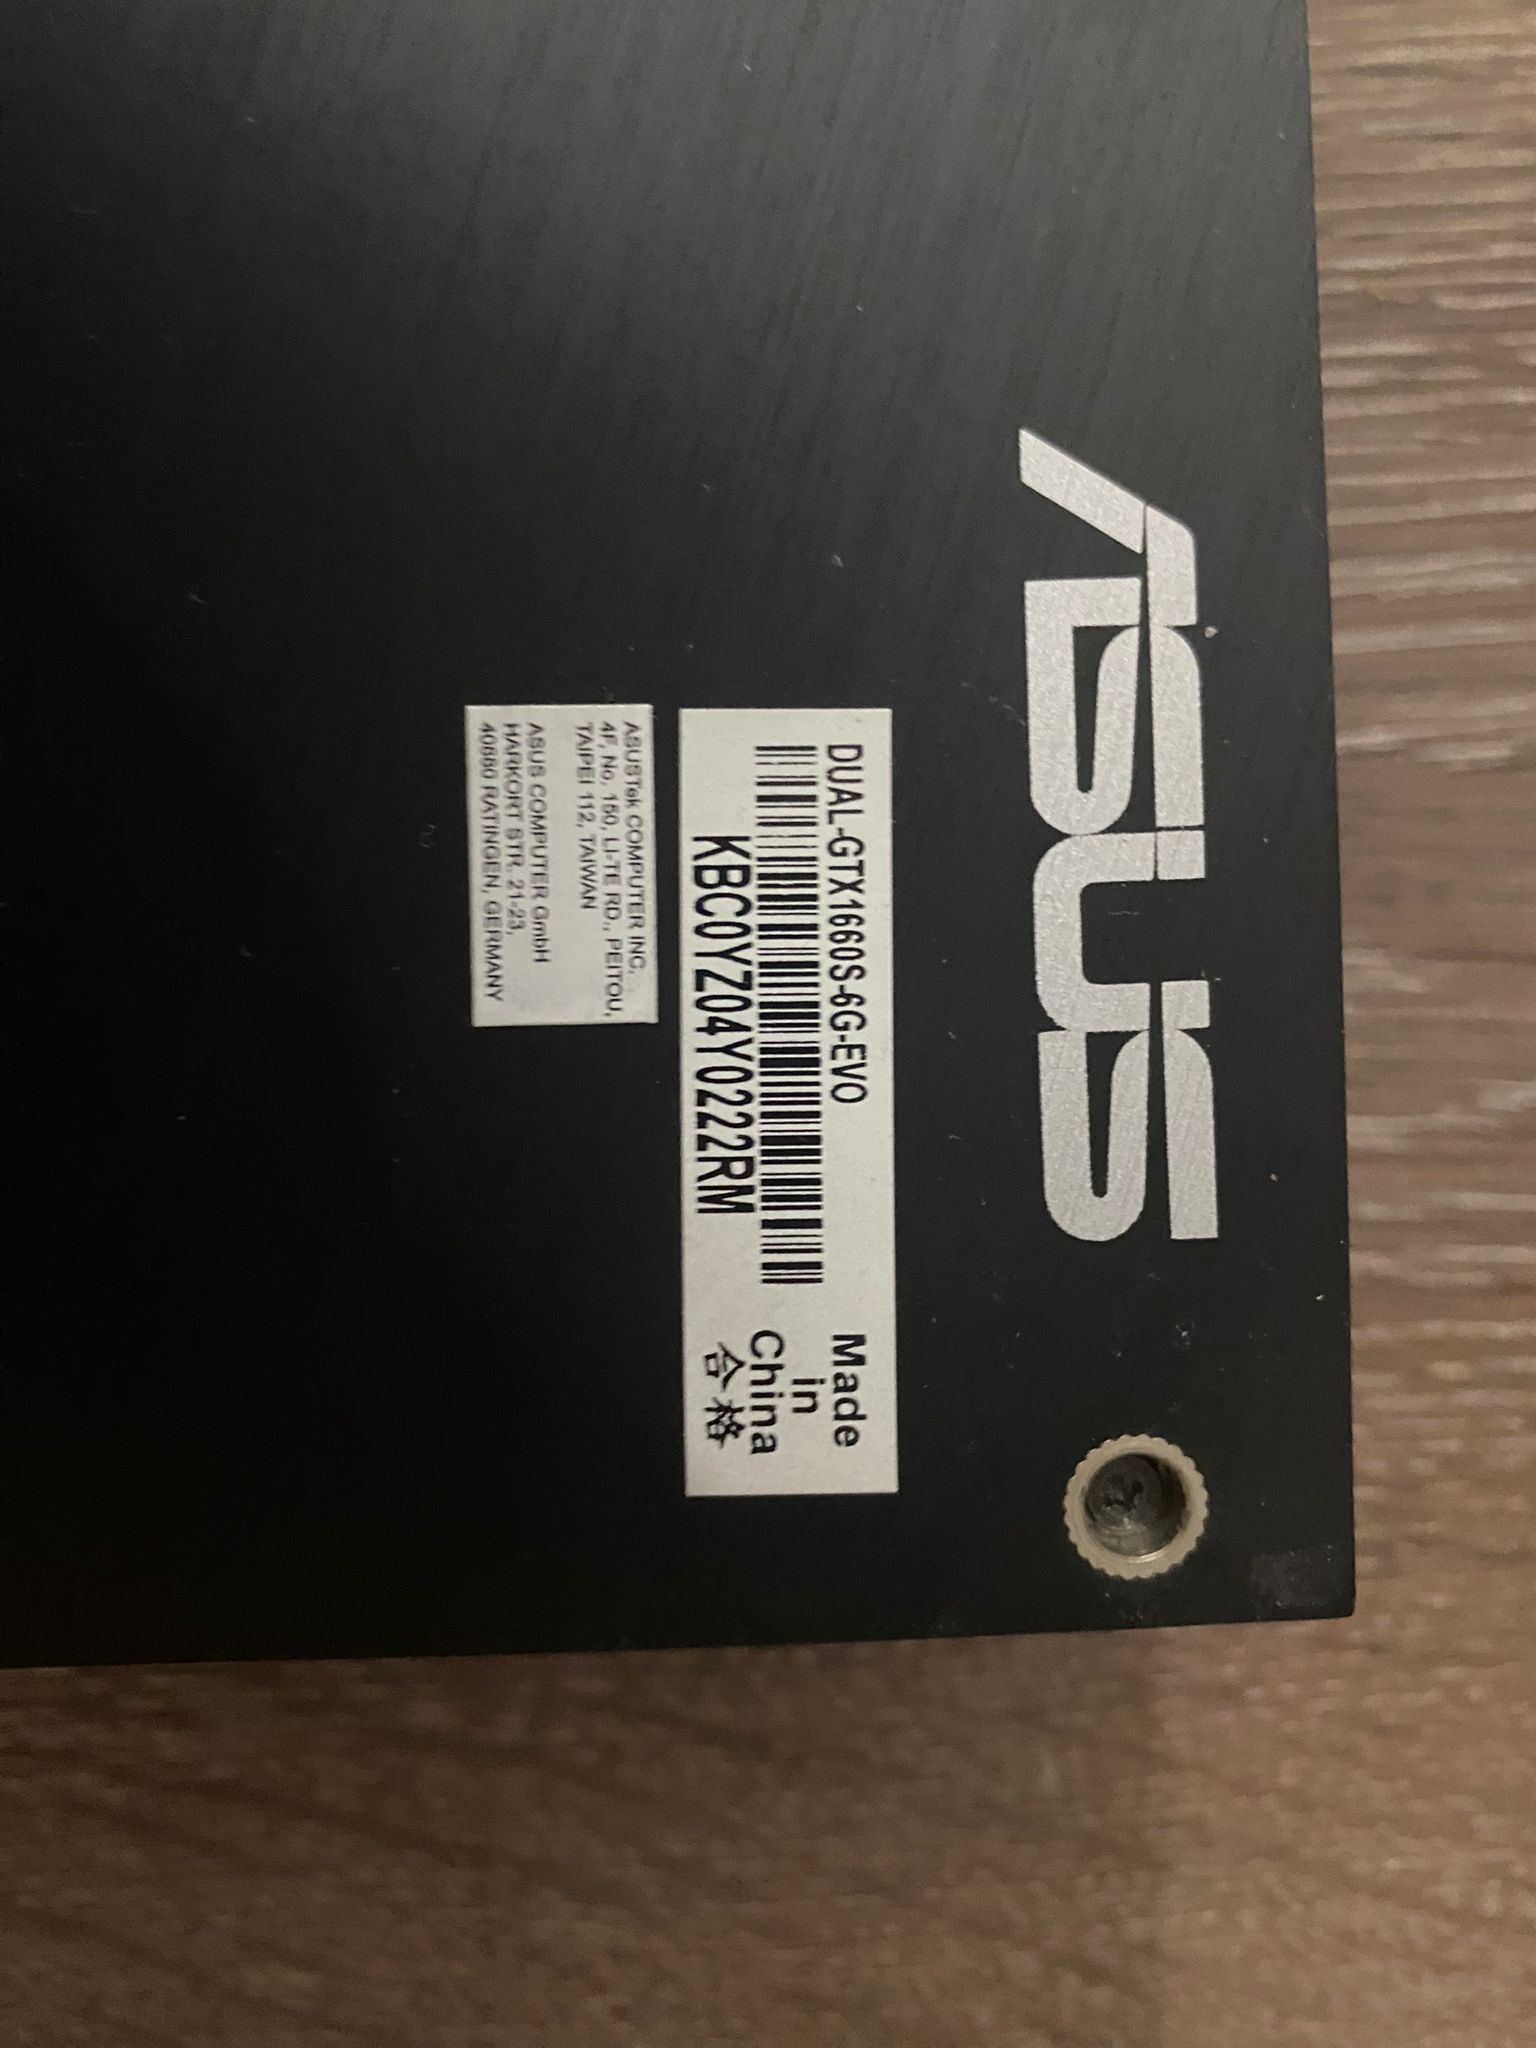 ASUS
DUAL-GTX1660S-6G-EVO
KBC0YZ04Y0222RM
Made
in
China
合格
ASUSTek COMPUTER INC.
4F, No. 150, LI-TE RD., PEITOU,
TAIPEI 112, TAIWAN
ASUS COMPUTER GmbH
HARKORT STR. 21-23,
40880 RATINGEN, GERMANY